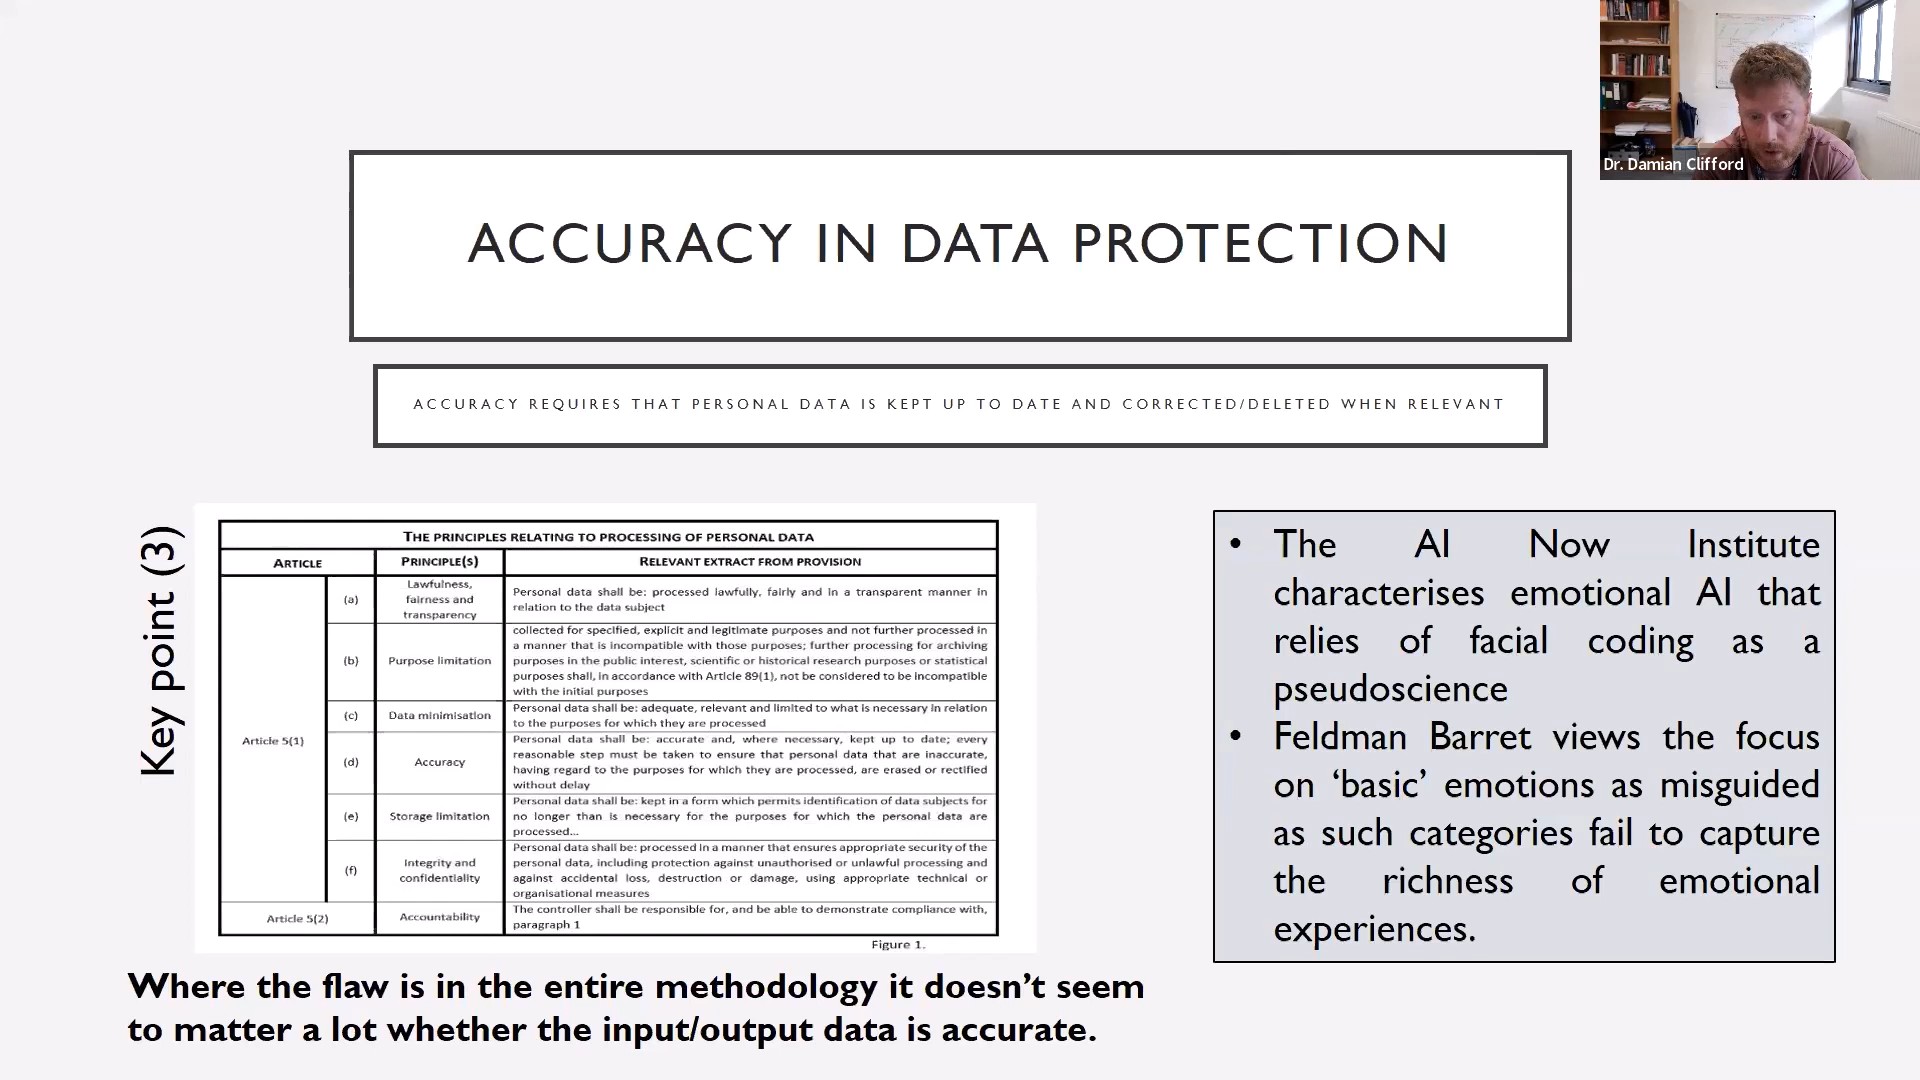 Dr. Damian Clifford
ACCURACY IN DATA PROTECTION
ACCURACY REQUIRES THAT PERSONAL DATA IS KEPT UP TO DATE AND CORRECTED/DELETED WHEN RELEVANT
Key point (3)
THE PRINCIPLES RELATING TO PROCESSING OF PERSONAL DATA
ARTICLE
PRINCIPLE(S)
RELEVANT EXTRACT FROM PROVISION
Article 5(1)
(a)
Lawfulness,
fairness and
transparency
Personal data shall be: processed lawfully, fairly and in a transparent manner in
relation to the data subject
(b)
Purpose limitation
collected for specified, explicit and legitimate purposes and not further processed in
a manner that is incompatible with those purposes; further processing for archiving
purposes in the public interest, scientific or historical research purposes or statistical
purposes shall, in accordance with Article 89(1), not be considered to be incompatible
with the initial purposes
(c)
Data minimisation
Personal data shall be: adequate, relevant and limited to what is necessary in relation
to the purposes for which they are processed
(d)
Accuracy
Personal data shall be: accurate and, where necessary, kept up to date; every
reasonable step must be taken to ensure that personal data that are inaccurate,
having regard to the purposes for which they are processed, are erased or rectified
without delay
(e)
Storage limitation
Personal data shall be: kept in a form which permits identification of data subjects for
no longer than is necessary for the purposes for which the personal data are
processed...
(f)
Integrity and
confidentiality
Personal data shall be: processed in a manner that ensures appropriate security of the
personal data, including protection against unauthorised or unlawful processing and
against accidental loss, destruction or damage, using appropriate technical or
organisational measures
Article 5(2)
Accountability
The controller shall be responsible for, and be able to demonstrate compliance with,
paragraph 1
Figure 1.
Where the flaw is in the entire methodology it doesn’t seem
to matter a lot whether the input/output data is accurate.
• The AI Now Institute
characterises emotional AI that
relies of facial coding as a
pseudoscience
• Feldman Barret views the focus
on ‘basic’ emotions as misguided
as such categories fail to capture
the richness of emotional
experiences.